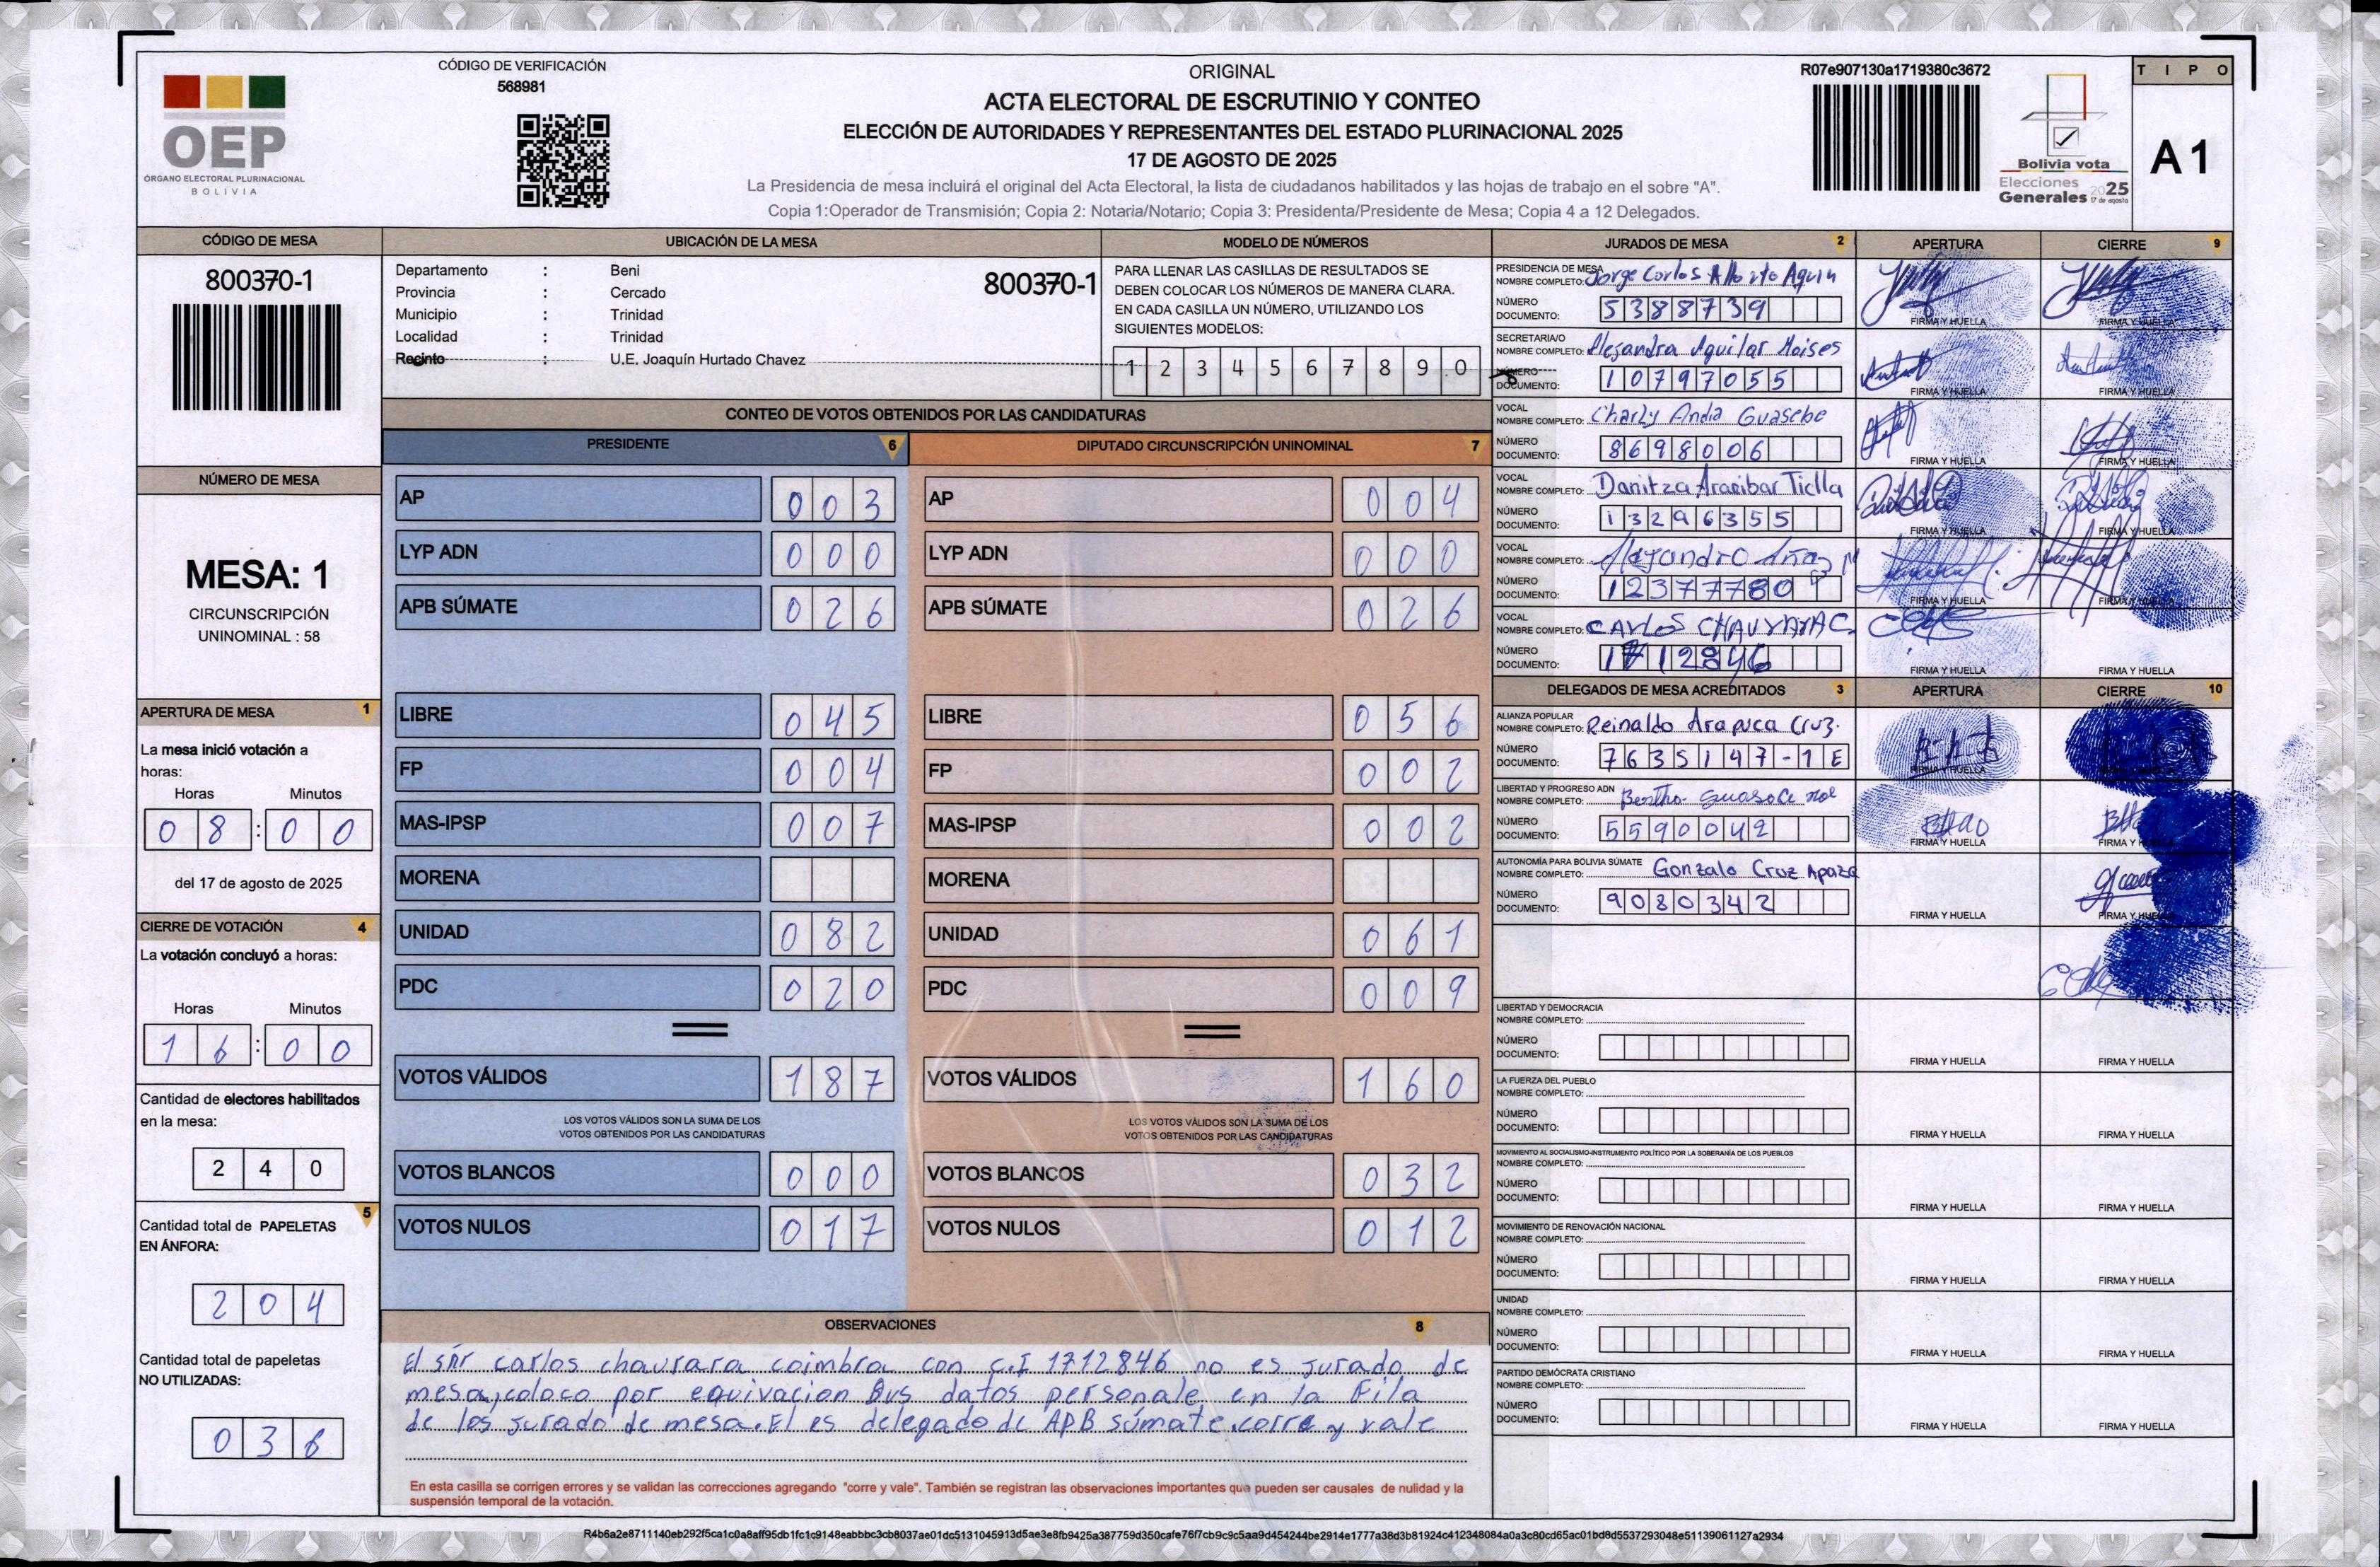 CÓDIGO DE VERIFICACIÓN
568981
OEP
ÓRGANO ELECTORAL PLURINACIONAL
BOLIVIA
ORIGINAL
ACTA ELECTORAL DE ESCRUTINIO Y CONTEO
ELECCIÓN DE AUTORIDADES Y REPRESENTANTES DEL ESTADO PLURINACIONAL 2025
17 DE AGOSTO DE 2025
La Presidencia de mesa incluirá el original del Acta Electoral, la lista de ciudadanos habilitados y las hojas de trabajo en el sobre "A".
Copia 1:Operador de Transmisión; Copia 2: Notaria/Notario; Copia 3: Presidenta/Presidente de Mesa; Copia 4 a 12 Delegados.
R07e907130a1719380c3672
Bolivia vota
Elecciones
Generales 2025
17 de agosto
TIPO
A 1
CÓDIGO DE MESA
800370-1
NÚMERO DE MESA
MESA: 1
CIRCUNSCRIPCIÓN
UNINOMINAL : 58
APERTURA DE MESA 1
La mesa inició votación a
horas:
Horas Minutos
0 8 : 0 0
del 17 de agosto de 2025
CIERRE DE VOTACIÓN 4
La votación concluyó a horas:
Horas Minutos
1 6 : 0 0
Cantidad de electores habilitados
en la mesa:
2 4 0
5
Cantidad total de PAPELETAS
EN ÁNFORA:
2 0 4
Cantidad total de papeletas
NO UTILIZADAS:
0 3 6
UBICACIÓN DE LA MESA
Departamento : Beni 800370-1
Provincia : Cercado
Municipio : Trinidad
Localidad : Trinidad
Recinto : U.E. Joaquín Hurtado Chavez
MODELO DE NÚMEROS
PARA LLENAR LAS CASILLAS DE RESULTADOS SE
DEBEN COLOCAR LOS NÚMEROS DE MANERA CLARA.
EN CADA CASILLA UN NÚMERO, UTILIZANDO LOS
SIGUIENTES MODELOS:
1 2 3 4 5 6 7 8 9 0
CONTEO DE VOTOS OBTENIDOS POR LAS CANDIDATURAS
PRESIDENTE 6
AP 0 0 3
LYP ADN 0 0 0
APB SÚMATE 0 2 6
LIBRE 0 4 5
FP 0 0 4
MAS-IPSP 0 0 7
MORENA
UNIDAD 0 8 2
PDC 0 2 0
VOTOS VÁLIDOS 1 8 7
LOS VOTOS VÁLIDOS SON LA SUMA DE LOS
VOTOS OBTENIDOS POR LAS CANDIDATURAS
VOTOS BLANCOS 0 0 0
VOTOS NULOS 0 1 7
DIPUTADO CIRCUNSCRIPCIÓN UNINOMINAL 7
AP 0 0 4
LYP ADN 0 0 0
APB SÚMATE 0 2 6
LIBRE 0 5 6
FP 0 0 2
MAS-IPSP 0 0 2
MORENA
UNIDAD 0 6 1
PDC 0 0 9
VOTOS VÁLIDOS 1 6 0
LOS VOTOS VÁLIDOS SON LA SUMA DE LOS
VOTOS OBTENIDOS POR LAS CANDIDATURAS
VOTOS BLANCOS 0 3 2
VOTOS NULOS 0 1 2
OBSERVACIONES 8
El sñr carlos chavrara coimbra con c.I 1712846 no es jurado de
mesa, coloco por equivacion sus datos personale en la Fila
de los jurado de mesa. El es delegado de APB súmate. corre y vale
En esta casilla se corrigen errores y se validan las correcciones agregando "corre y vale". También se registran las observaciones importantes que pueden ser causales de nulidad y la
suspensión temporal de la votación.
JURADOS DE MESA 2 APERTURA CIERRE 9
PRESIDENCIA DE MESA
NOMBRE COMPLETO: Jorge Carlos Alberto Aquin
NÚMERO
DOCUMENTO: 5388739
FIRMA Y HUELLA FIRMA Y HUELLA
SECRETARIA/O
NOMBRE COMPLETO: Alejandra Aguilar Moises
NÚMERO
DOCUMENTO: 10797055
FIRMA Y HUELLA FIRMA Y HUELLA
VOCAL
NOMBRE COMPLETO: Charly Andia Guasebe
NÚMERO
DOCUMENTO: 8698006
FIRMA Y HUELLA FIRMA Y HUELLA
VOCAL
NOMBRE COMPLETO: Danitza Aranibar Ticlla
NÚMERO
DOCUMENTO: 13296355
FIRMA Y HUELLA FIRMA Y HUELLA
VOCAL
NOMBRE COMPLETO: Alejandro
NÚMERO
DOCUMENTO: 12377780
FIRMA Y HUELLA FIRMA Y HUELLA
VOCAL
NOMBRE COMPLETO: CARLOS
NÚMERO
DOCUMENTO: 1712846
FIRMA Y HUELLA FIRMA Y HUELLA
DELEGADOS DE MESA ACREDITADOS 3 APERTURA CIERRE 10
ALIANZA POPULAR
NOMBRE COMPLETO: Reinaldo Arapuca Cruz.
NÚMERO
DOCUMENTO: 7635147-1E
FIRMA Y HUELLA
LIBERTAD Y PROGRESO ADN
NOMBRE COMPLETO:
NÚMERO
DOCUMENTO: 5590042
FIRMA Y HUELLA FIRMA Y HUELLA
AUTONOMÍA PARA BOLIVIA SÚMATE
NOMBRE COMPLETO: Gonzalo Cruz Apaza
NÚMERO
DOCUMENTO: 9080342
FIRMA Y HUELLA FIRMA Y HUELLA
LIBERTAD Y DEMOCRACIA
NOMBRE COMPLETO:
NÚMERO
DOCUMENTO:
FIRMA Y HUELLA FIRMA Y HUELLA
LA FUERZA DEL PUEBLO
NOMBRE COMPLETO:
NÚMERO
DOCUMENTO:
FIRMA Y HUELLA FIRMA Y HUELLA
MOVIMIENTO AL SOCIALISMO-INSTRUMENTO POLÍTICO POR LA SOBERANÍA DE LOS PUEBLOS
NOMBRE COMPLETO:
NÚMERO
DOCUMENTO:
FIRMA Y HUELLA FIRMA Y HUELLA
MOVIMIENTO DE RENOVACIÓN NACIONAL
NOMBRE COMPLETO:
NÚMERO
DOCUMENTO:
FIRMA Y HUELLA FIRMA Y HUELLA
UNIDAD
NOMBRE COMPLETO:
NÚMERO
DOCUMENTO:
FIRMA Y HUELLA FIRMA Y HUELLA
PARTIDO DEMÓCRATA CRISTIANO
NOMBRE COMPLETO:
NÚMERO
DOCUMENTO:
FIRMA Y HUELLA FIRMA Y HUELLA